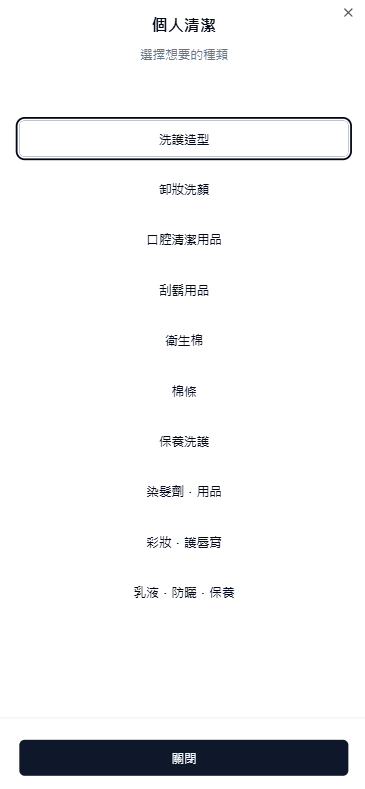 個人清潔
選擇想要的種類
洗護造型
卸妝洗顏
口腔清潔用品
刮鬍用品
衛生棉
棉條
保養洗護
染髮劑 · 用品
彩妝 · 護唇膏
乳液 · 防曬 · 保養
關閉